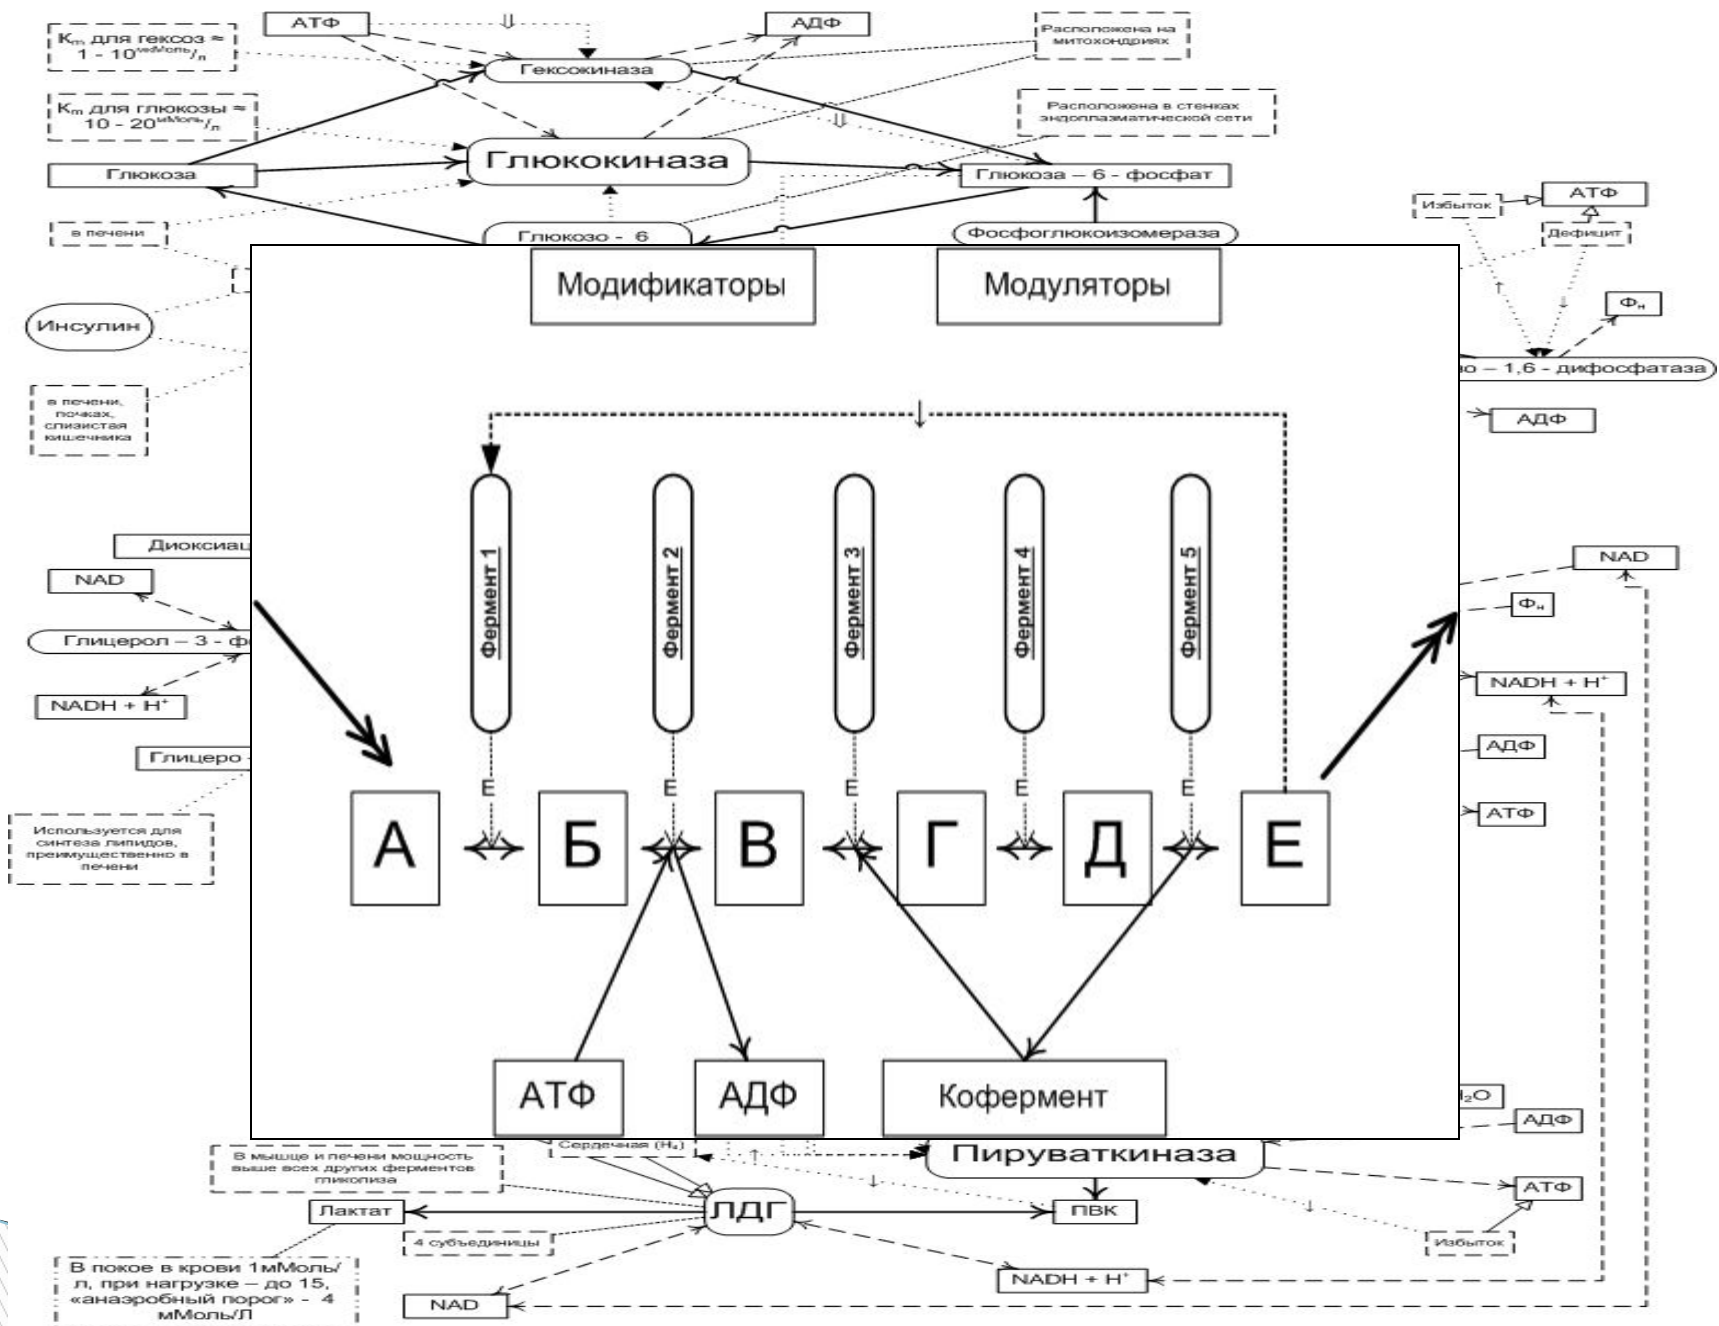 АТФ
АДФ
Kₘ для гексоз ≈
1 - 10ᵐᵏᴹᵒˡʸ/л
Расположена на
митохондриях
Гексокиназа
Kₘ для глюкозы ≈
10 - 20ᵐᴹᵒˡʸ/л
Расположена в стенках
эндоплазматической сети
Глюкокиназа
Глюкоза
Глюкоза – 6 - фосфат
в печени
Глюкозо - 6
Фосфоглюкоизомераза
Избыток
АТФ
Дефицит
Инсулин
Фн
– 1,6 - дифосфатаза
в печени,
почках,
слизистая
кишечника
АДФ
Модификаторы
Модуляторы
Фермент 1
Фермент 2
Фермент 3
Фермент 4
Фермент 5
Е
Е
Е
Е
Е
А
Б
В
Г
Д
Е
АТФ
АДФ
Кофермент
Диоксиац
NAD
Глицерол – 3 - ф
NADH + H⁺
Глицеро
Используется для
синтеза липидов,
преимущественно в
печени
NAD
Фн
NADH + H⁺
АДФ
АТФ
H₂O
АДФ
Сердечная (H₄)
В мышце и печени мощность
выше всех других ферментов
гликолиза
Пируваткиназа
АТФ
Лактат
ЛДГ
ПВК
4 субъединицы
Избыток
В покое в крови 1мМоль/
л, при нагрузке – до 15,
«анаэробный порог» - 4
мМоль/Л
NADH + H⁺
NAD